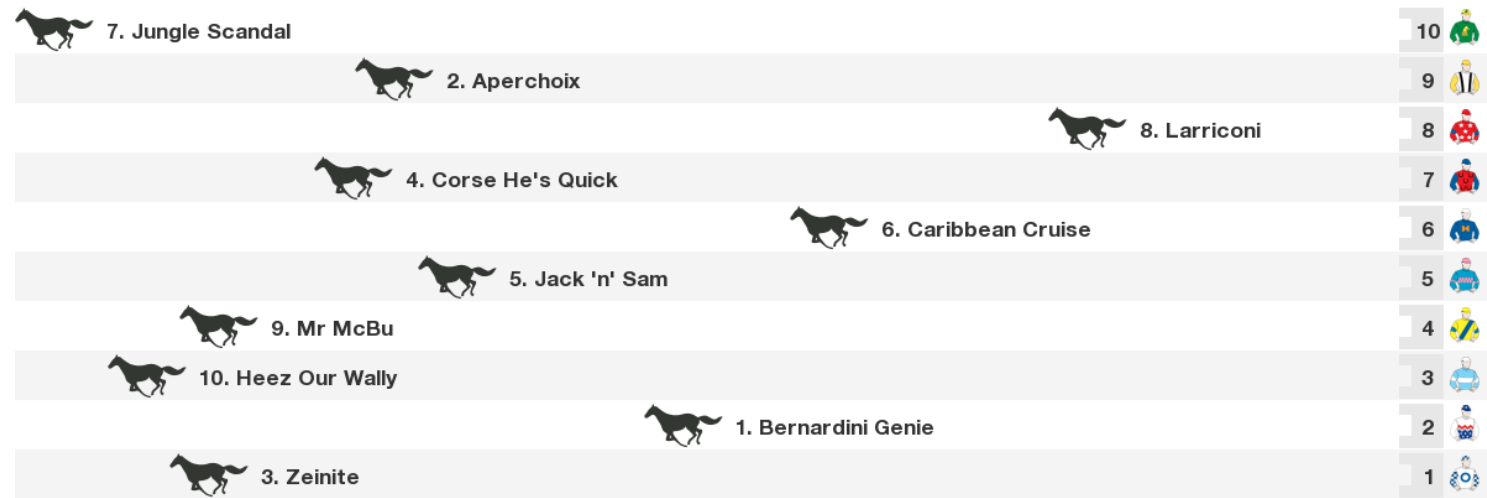 7. Jungle Scandal 10
2. Aperchoix 9
8. Larriconi 8
4. Corse He's Quick 7
6. Caribbean Cruise 6
5. Jack 'n' Sam 5
9. Mr McBu 4
10. Heez Our Wally 3
1. Bernardini Genie 2
3. Zeinite 1